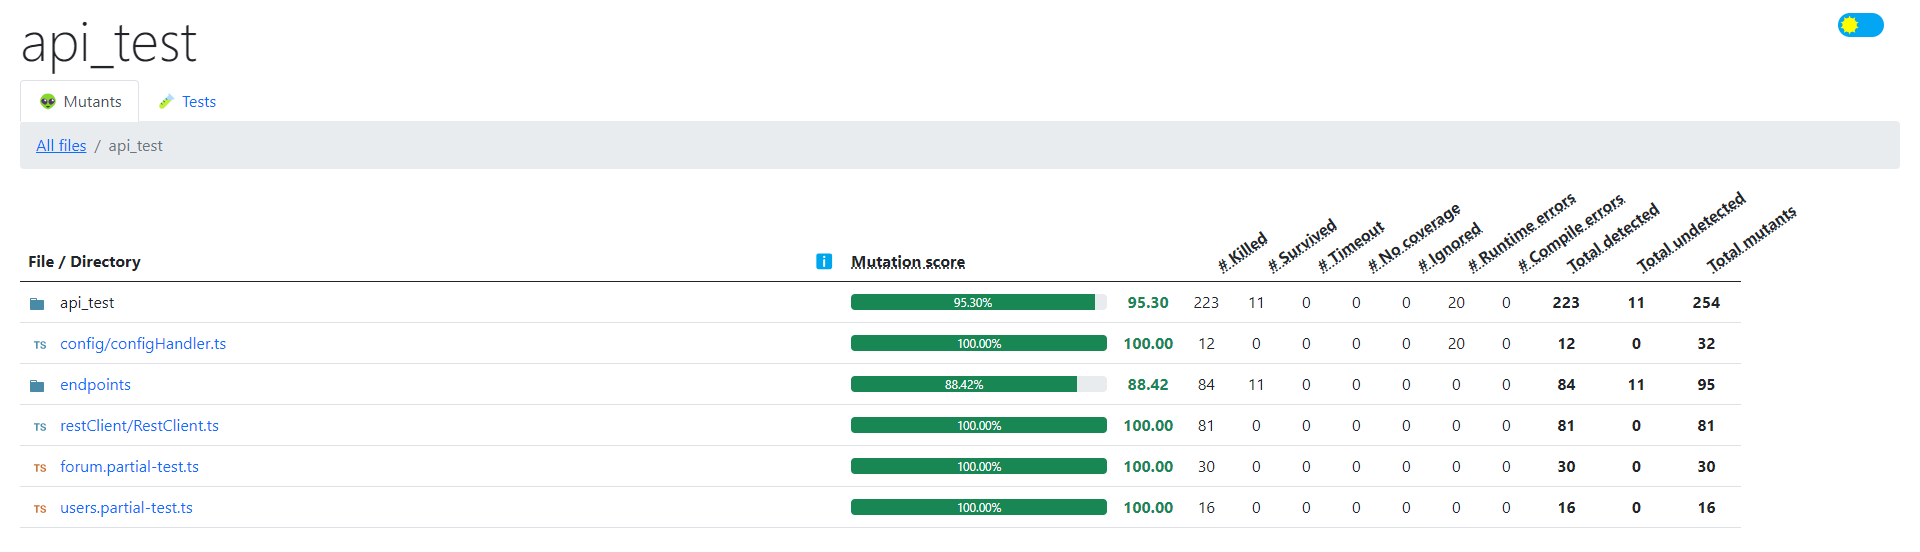 api_test
Mutants Tests
All files / api_test
File / Directory Mutation score # Killed # Survived # Timeout # No coverage # Ignored # Runtime errors # Compile errors Total detected Total undetected Total mutants
api_test 95.30% 95.30 223 11 0 0 0 20 0 223 11 254
TS config/configHandler.ts 100.00% 100.00 12 0 0 0 0 20 0 12 0 32
endpoints 88.42% 88.42 84 11 0 0 0 0 0 84 11 95
TS restClient/RestClient.ts 100.00% 100.00 81 0 0 0 0 0 0 81 0 81
TS forum.partial-test.ts 100.00% 100.00 30 0 0 0 0 0 0 30 0 30
TS users.partial-test.ts 100.00% 100.00 16 0 0 0 0 0 0 16 0 16